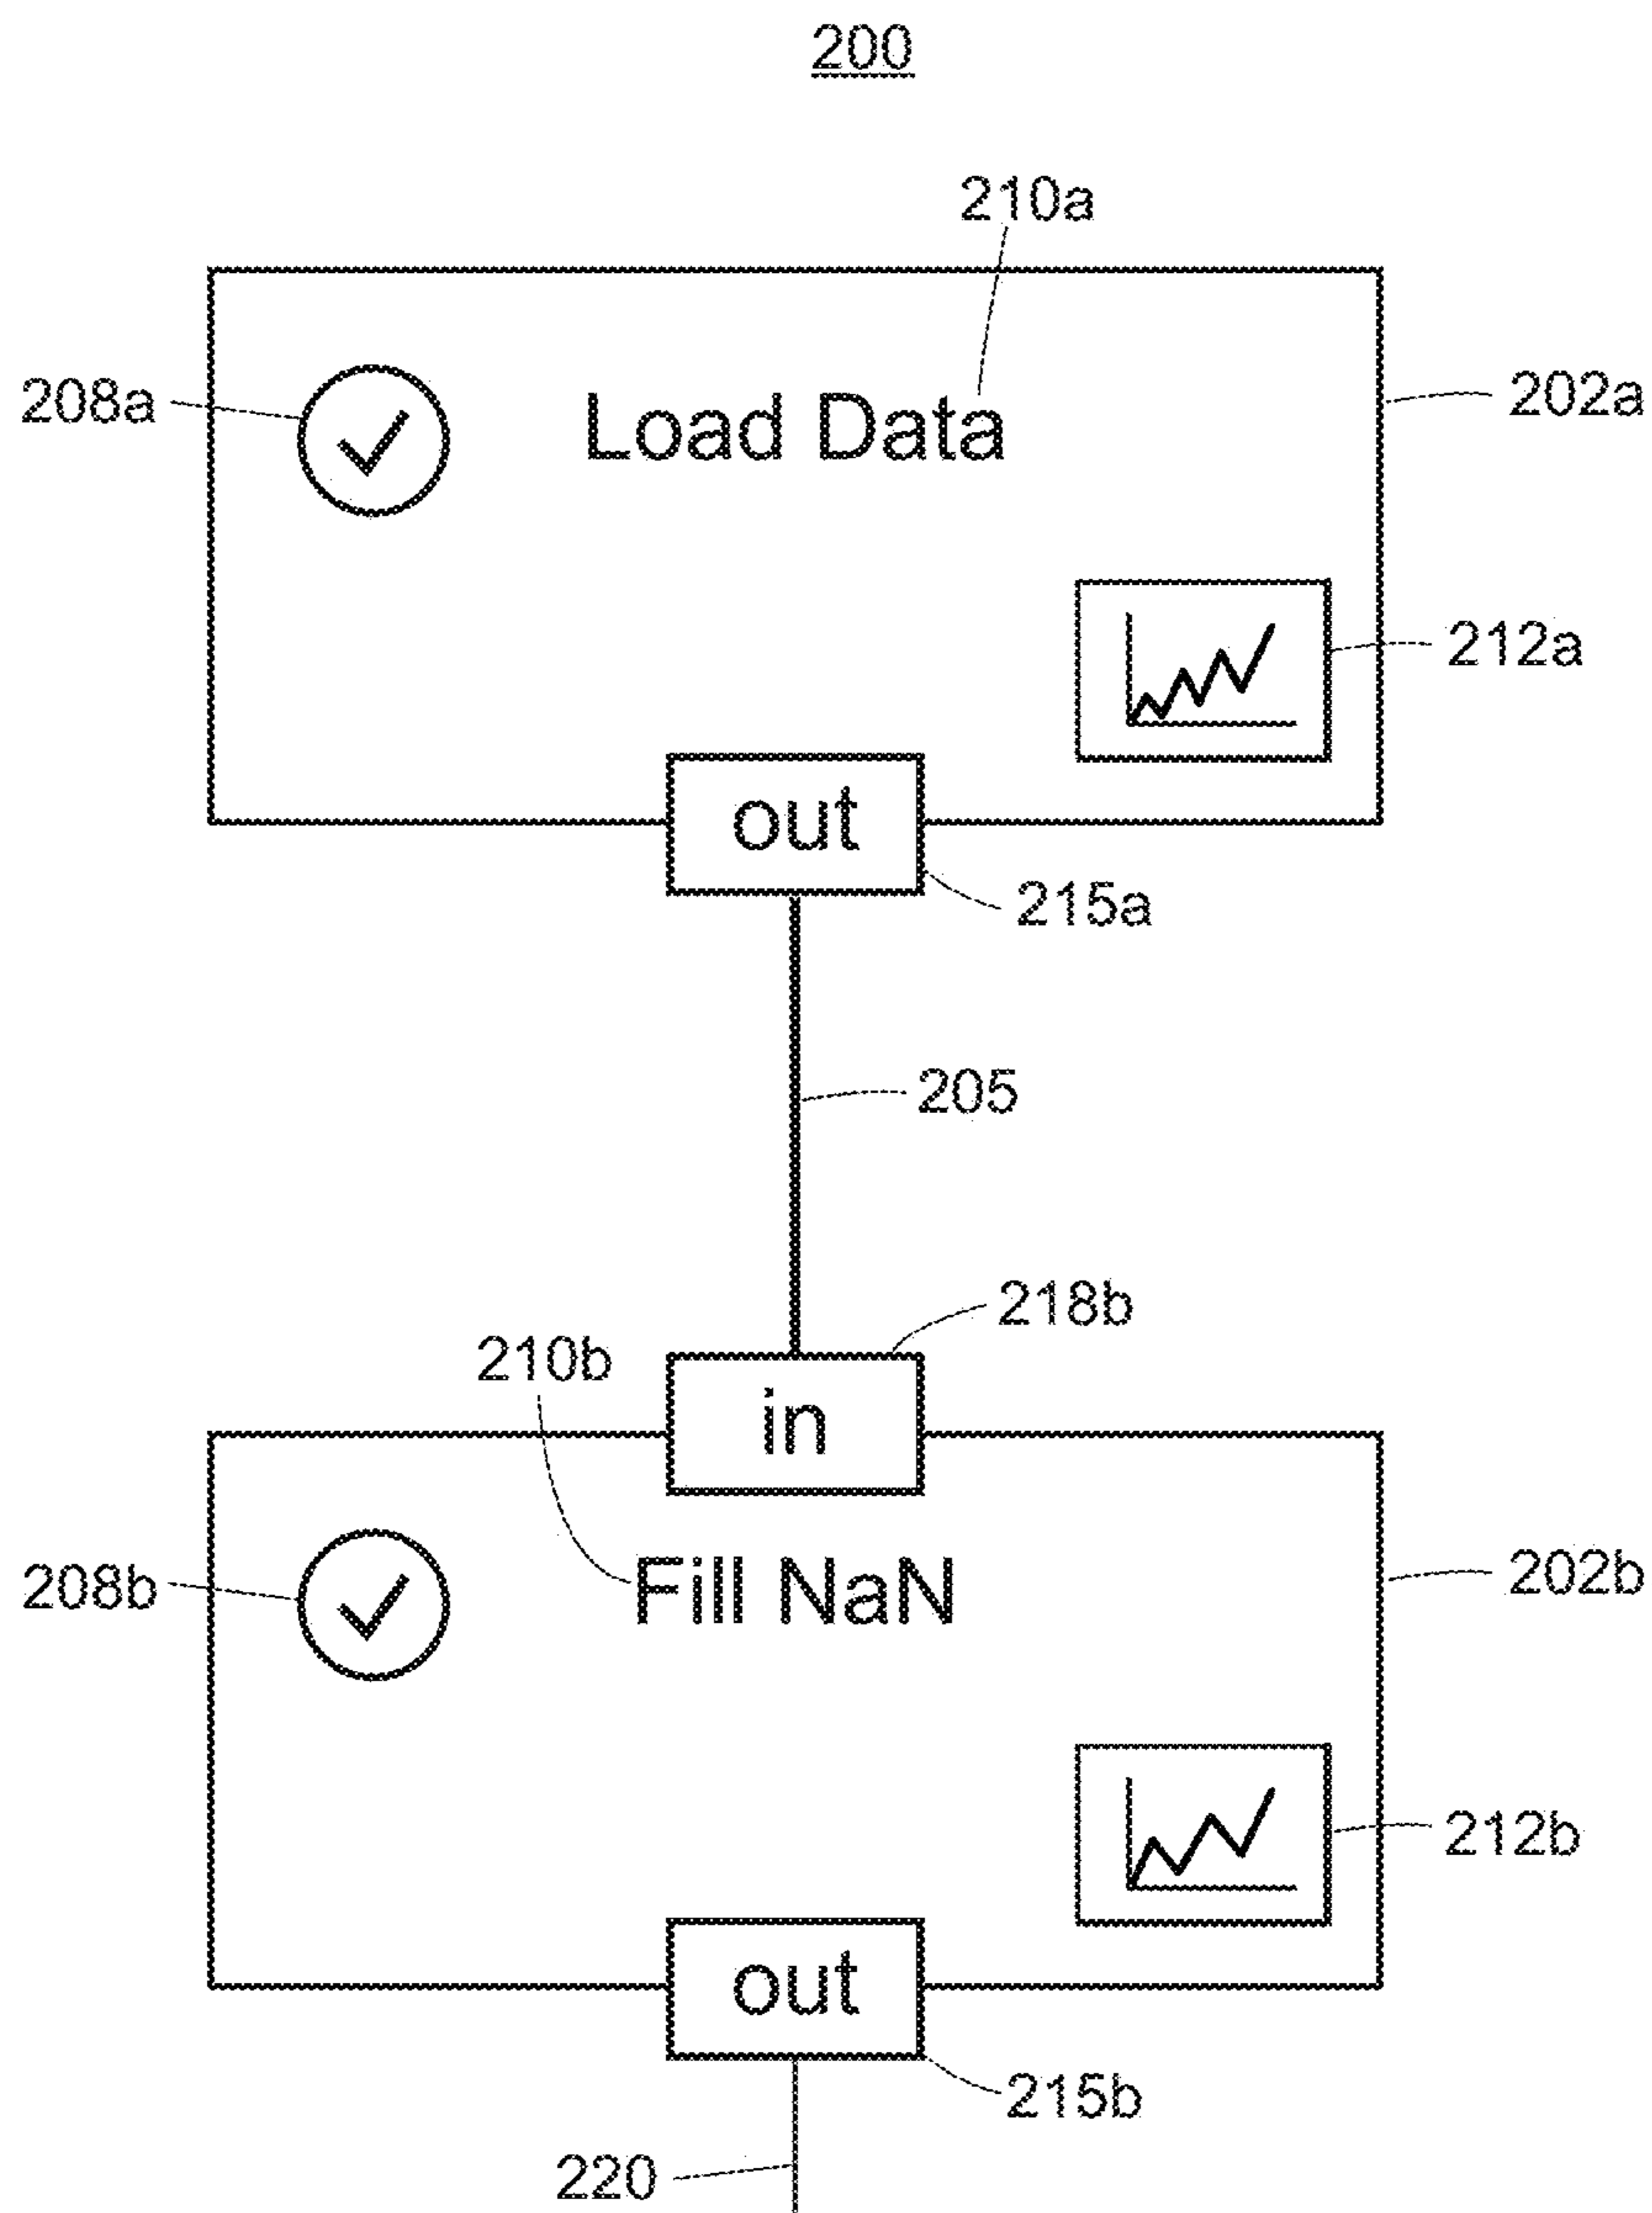 200
210a
208a
Load Data
202a
212a
out
215a
205
218b
210b
in
208b
Fill NaN
202b
212b
out
215b
220